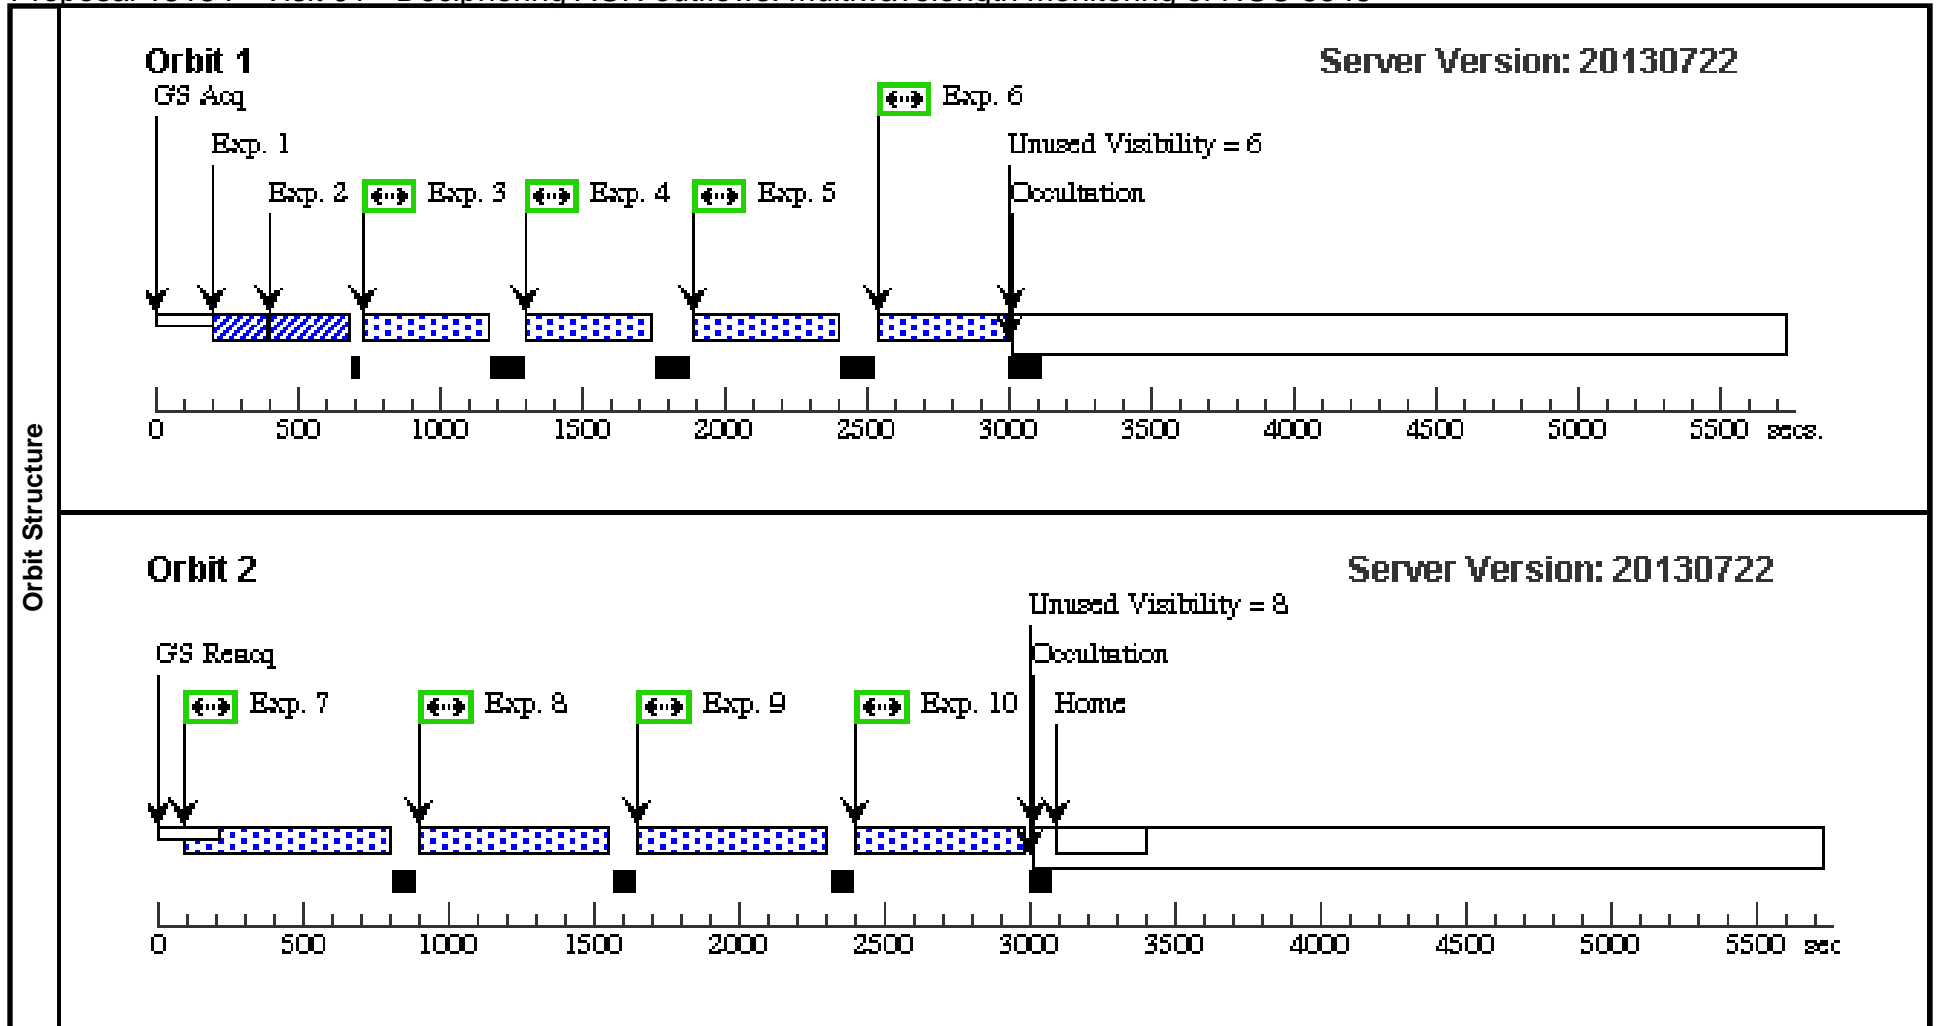 Orbit 1
Server Version: 20130722
GS Acq
Exp. 6
Exp. 1
Unused Visibility = 6
Exp. 2
Exp. 3
Exp. 4
Exp. 5
Occultation
0 500 1000 1500 2000 2500 3000 3500 4000 4500 5000 5500 secs.
Orbit Structure
Orbit 2
Server Version: 20130722
Unused Visibility = 8
GS Reacq
Occultation
Exp. 7
Exp. 8
Exp. 9
Exp. 10
Home
0 500 1000 1500 2000 2500 3000 3500 4000 4500 5000 5500 sec